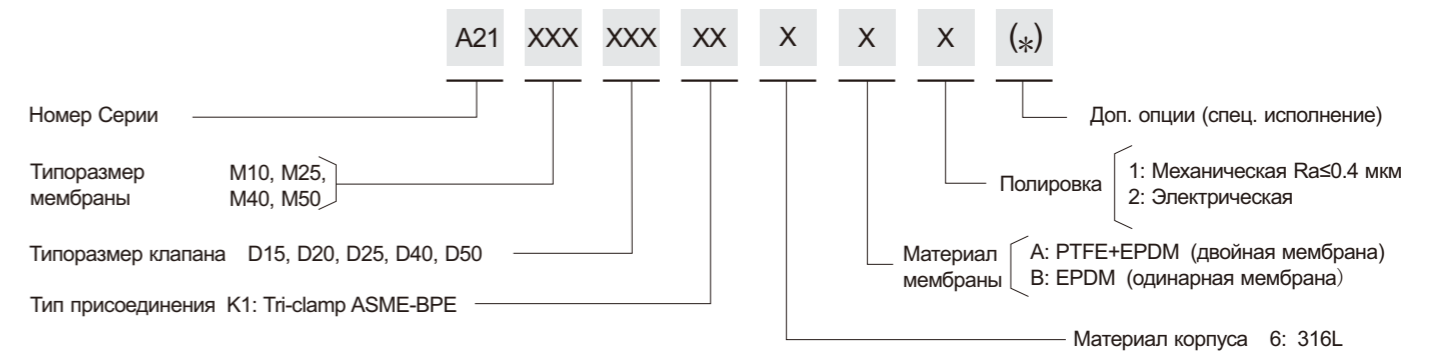 A21 XXX XXX XX X X X (*)
Номер Серии
Доп. опции (спец. исполнение)
Типоразмер мембраны
M10, M25,
M40, M50
Полировка
1: Механическая Ra≤0.4 мкм
2: Электрическая
Типоразмер клапана D15, D20, D25, D40, D50
Материал
мембраны
A: PTFE+EPDM (двойная мембрана)
B: EPDM (одинарная мембрана)
Тип присоединения K1: Tri-clamp ASME-BPE
Материал корпуса 6: 316L